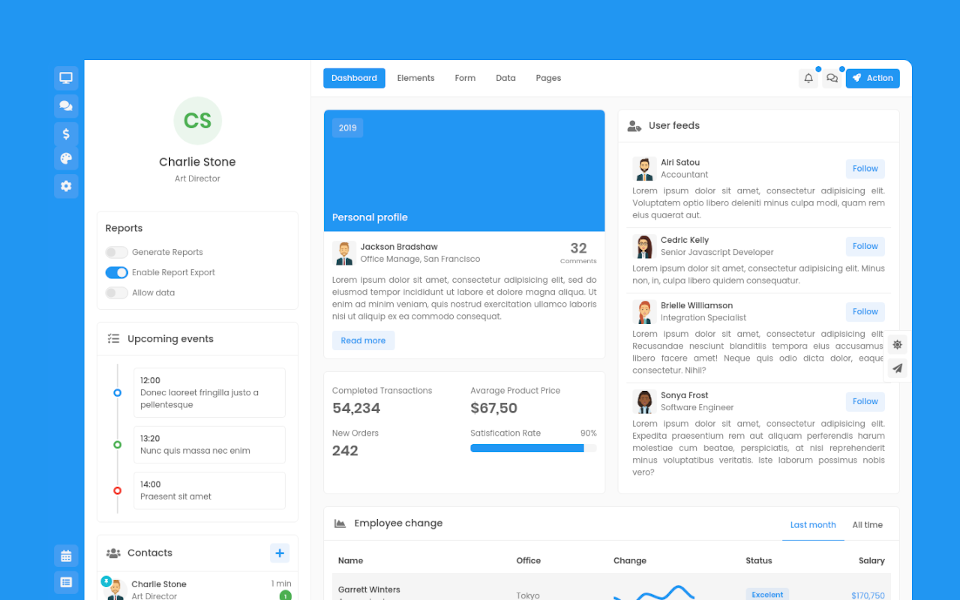 CS
Charlie Stone
Art Director
Reports
Generate Reports
Enable Report Export
Allow data
Upcoming events
12:00
Donec laoreet fringilla justo a
pellentesque
13:20
Nunc quis massa nec enim
14:00
Praesent sit amet
Contacts
+
Charlie Stone
1 min
Art Director
1
Dashboard
Elements
Form
Data
Pages
Action
2019
Personal profile
Jackson Bradshaw
Office Manage, San Francisco
32
Comments
Lorem ipsum dolor sit amet, consectetur adipisicing elit, sed do
eiusmod tempor incididunt ut labore et dolore magna aliqua. Ut
enim ad minim veniam, quis nostrud exercitation ullamco laboris
nisi ut aliquip ex ea commodo consequat.
Read more
Completed Transactions
54,234
Avarage Product Price
$67,50
New Orders
242
Satisfication Rate
90%
User feeds
Airi Satou
Accountant
Follow
Lorem ipsum dolor sit amet, consectetur adipisicing elit.
Voluptatem optio libero deleniti minus culpa modi, quam rem
eius quaerat aut.
Cedric Kelly
Senior Javascript Developer
Follow
Lorem ipsum dolor sit amet, consectetur adipisicing elit. Minus
non, in, culpa libero quidem consequatur.
Brielle Williamson
Integration Specialist
Follow
Lorem ipsum dolor sit amet, consectetur adipisicing elit.
Recusandae nesciunt blanditiis tempora eius accusamus
libero facere amet! Neque quis odio dicta dolor, eaque
consectetur. Nihil?
Sonya Frost
Software Engineer
Follow
Lorem ipsum dolor sit amet, consectetur adipisicing elit.
Expedita praesentium rem aut aliquam perferendis harum
molestiae cum beatae, perspiciatis, at nisi reprehenderit
minus voluptatibus veritatis. Iste laborum possimus nobis
vero?
Employee change
Last month
All time
Name
Office
Change
Status
Salary
Garrett Winters
Tokyo
Excelent
$170,750